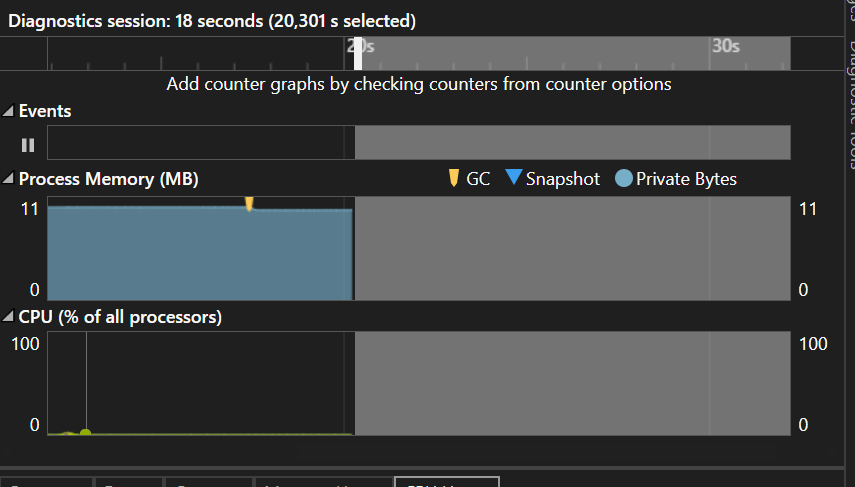 Diagnostics session: 18 seconds (20,301 s selected)
20s 30s
Add counter graphs by checking counters from counter options
Events
Process Memory (MB) GC Snapshot Private Bytes
11 11
0 0
CPU (% of all processors)
100 100
0 0
Diagnostic Tools